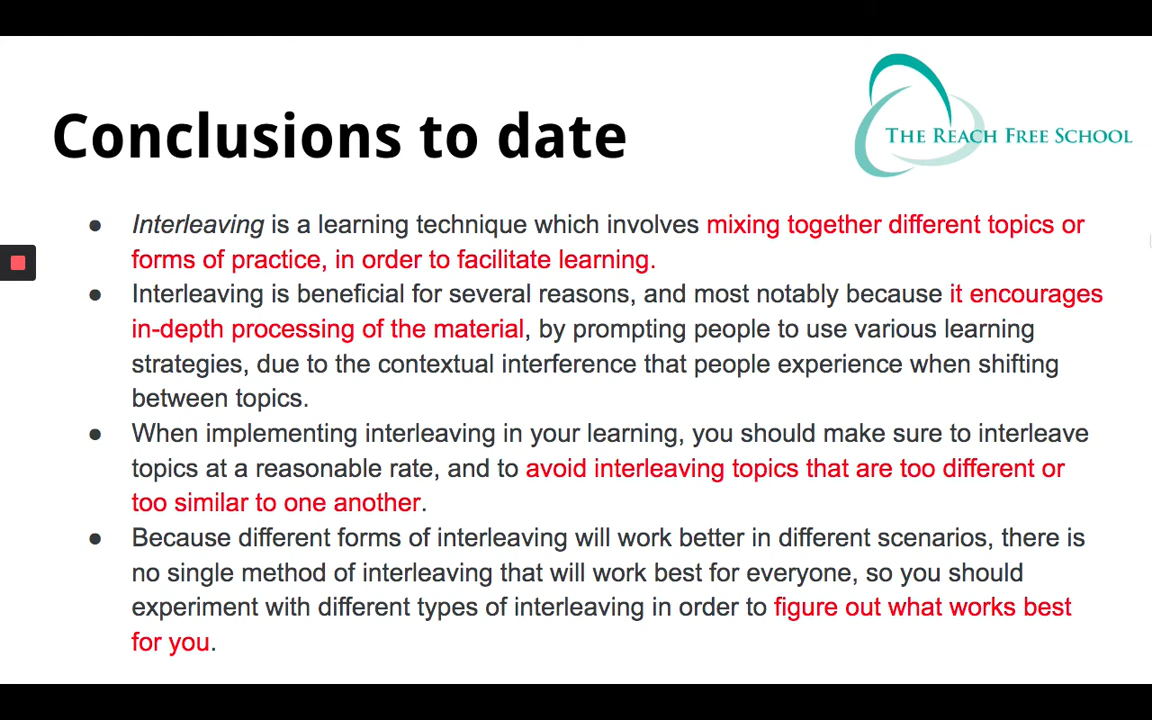 THE REACH FREE SCHOOL
Conclusions to date
● Interleaving is a learning technique which involves mixing together different topics or
forms of practice, in order to facilitate learning.
● Interleaving is beneficial for several reasons, and most notably because it encourages
in-depth processing of the material, by prompting people to use various learning
strategies, due to the contextual interference that people experience when shifting
between topics.
● When implementing interleaving in your learning, you should make sure to interleave
topics at a reasonable rate, and to avoid interleaving topics that are too different or
too similar to one another.
● Because different forms of interleaving will work better in different scenarios, there is
no single method of interleaving that will work best for everyone, so you should
experiment with different types of interleaving in order to figure out what works best
for you.